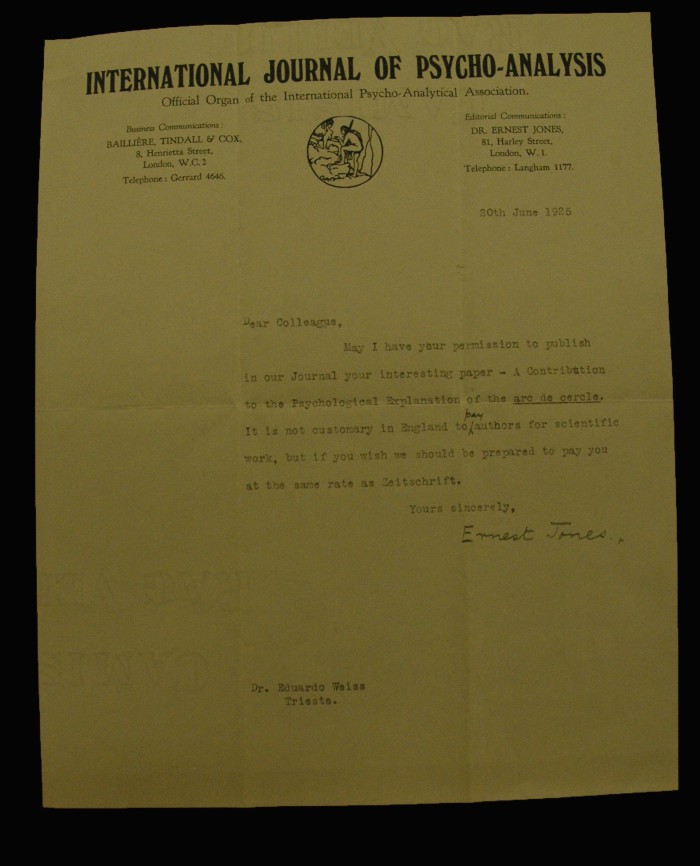 INTERNATIONAL JOURNAL OF PSYCHO-ANALYSIS
Official Organ of the International Psycho-Analytical Association.
Business Communications:
BAILLIÈRE, TINDALL & COX,
8, Henrietta Street,
London, W.C. 2
Telephone: Gerrard 4646.
Editorial Communications:
DR. ERNEST JONES,
81, Harley Street,
London, W. 1.
Telephone: Langham 1177.
20th June 1925
Dear Colleague,
May I have your permission to publish
in our Journal your interesting paper - A Contribution
to the Psychological Explanation of the arc de cercle.
It is not customary in England to pay authors for scientific
work, but if you wish we should be prepared to pay you
at the same rate as Zeitschrift.
Yours sincerely,
Ernest Jones.
Dr. Eduardo Weiss
Trieste.